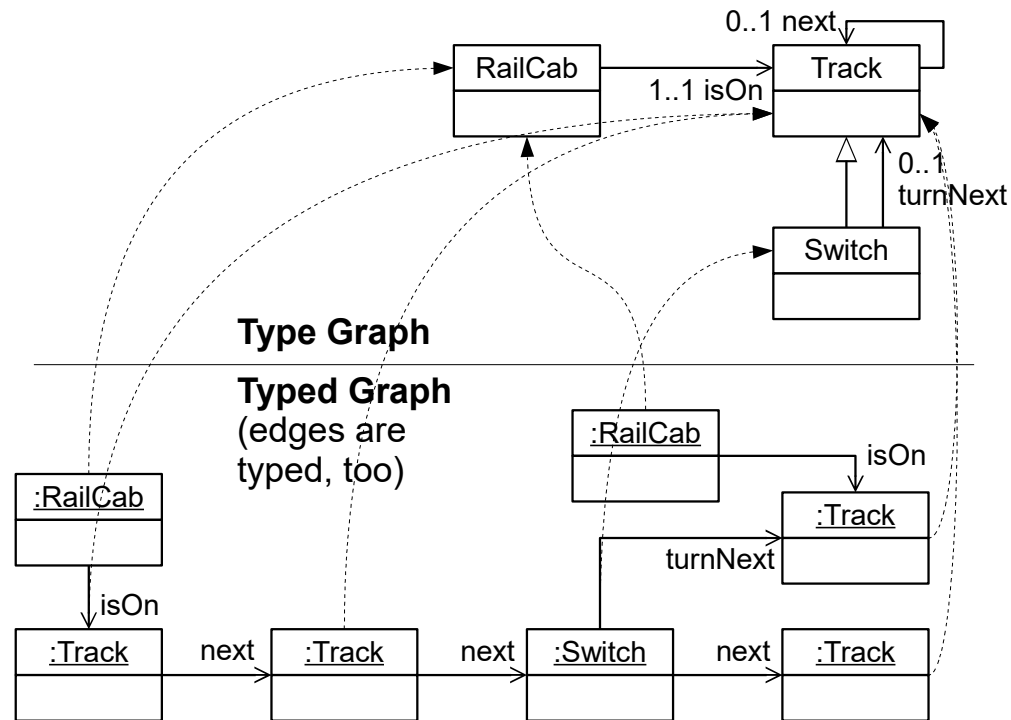 0..1 next
RailCab
Track
1..1 isOn
0..1
turnNext
Switch
Type Graph
Typed Graph
(edges are
typed, too)
:RailCab
isOn
:RailCab
:Track
turnNext
isOn
:Track
next
:Track
next
:Switch
next
:Track